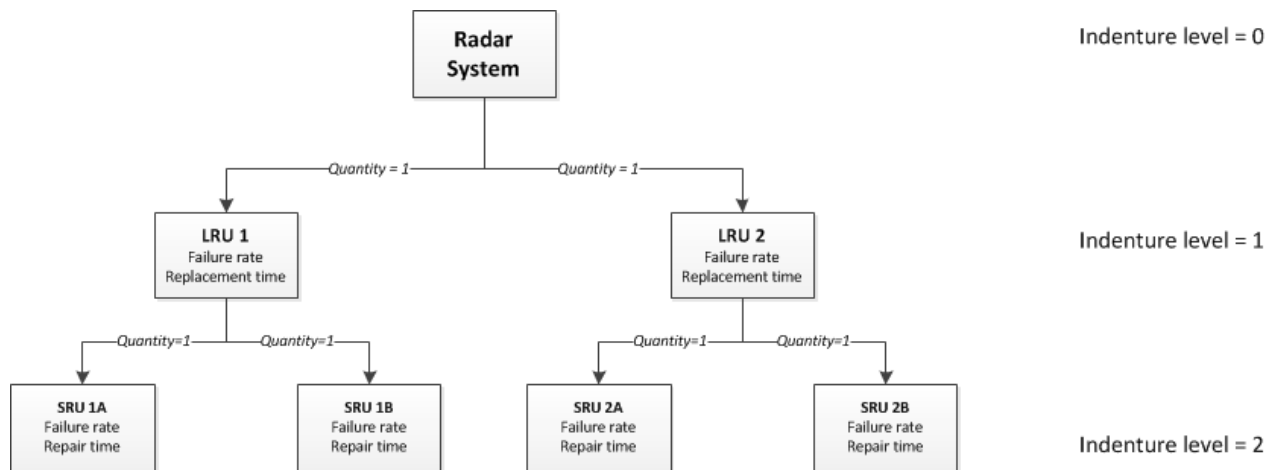 Radar
System
Indenture level = 0
Quantity = 1
Quantity = 1
LRU 1
Failure rate
Replacement time
LRU 2
Failure rate
Replacement time
Indenture level = 1
Quantity=1
Quantity=1
Quantity=1
Quantity=1
SRU 1A
Failure rate
Repair time
SRU 1B
Failure rate
Repair time
SRU 2A
Failure rate
Repair time
SRU 2B
Failure rate
Repair time
Indenture level = 2